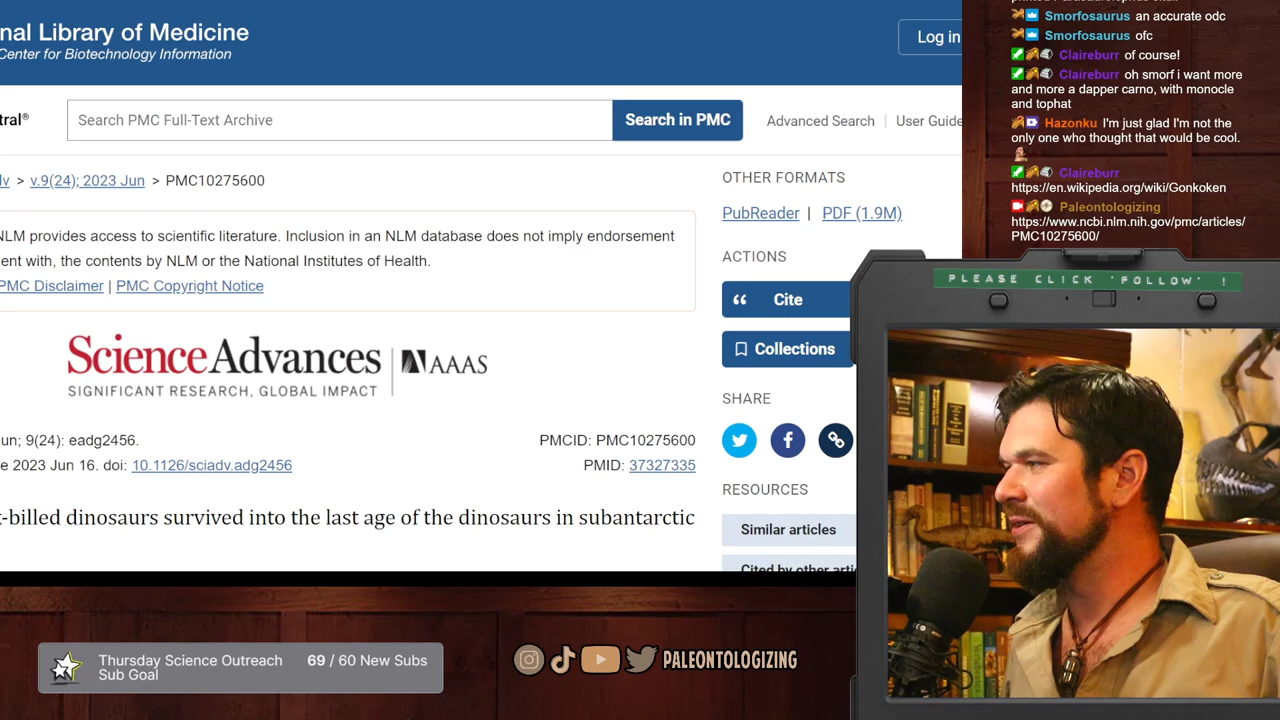 nal Library of Medicine
Center for Biotechnology Information
Log in
tral®
Search PMC Full-Text Archive
Search in PMC
Advanced Search
User Guide
v.9(24); 2023 Jun > PMC10275600
NLM provides access to scientific literature. Inclusion in an NLM database does not imply endorsement
ent with, the contents by NLM or the National Institutes of Health.
PMC Disclaimer | PMC Copyright Notice
ScienceAdvances
AAAS
SIGNIFICANT RESEARCH, GLOBAL IMPACT
un; 9(24): eadg2456.
PMCID: PMC10275600
e 2023 Jun 16. doi: 10.1126/sciadv.adg2456
PMID: 37327335
-billed dinosaurs survived into the last age of the dinosaurs in subantarctic
OTHER FORMATS
PubReader | PDF (1.9M)
ACTIONS
Cite
Collections
SHARE
RESOURCES
Similar articles
Cited by other arti
Smorfosaurus an accurate odc
Smorfosaurus ofc
Claireburr of course!
Claireburr oh smorf i want more
and more a dapper carno, with monocle
and tophat
Hazonku I'm just glad I'm not the
only one who thought that would be cool.
Claireburr
https://en.wikipedia.org/wiki/Gonkoken
Paleontologizing
https://www.ncbi.nlm.nih.gov/pmc/articles/
PMC10275600/
PLEASE CLICK 'FOLLOW' !
Thursday Science Outreach
Sub Goal
69 / 60 New Subs
PALEONTOLOGIZING